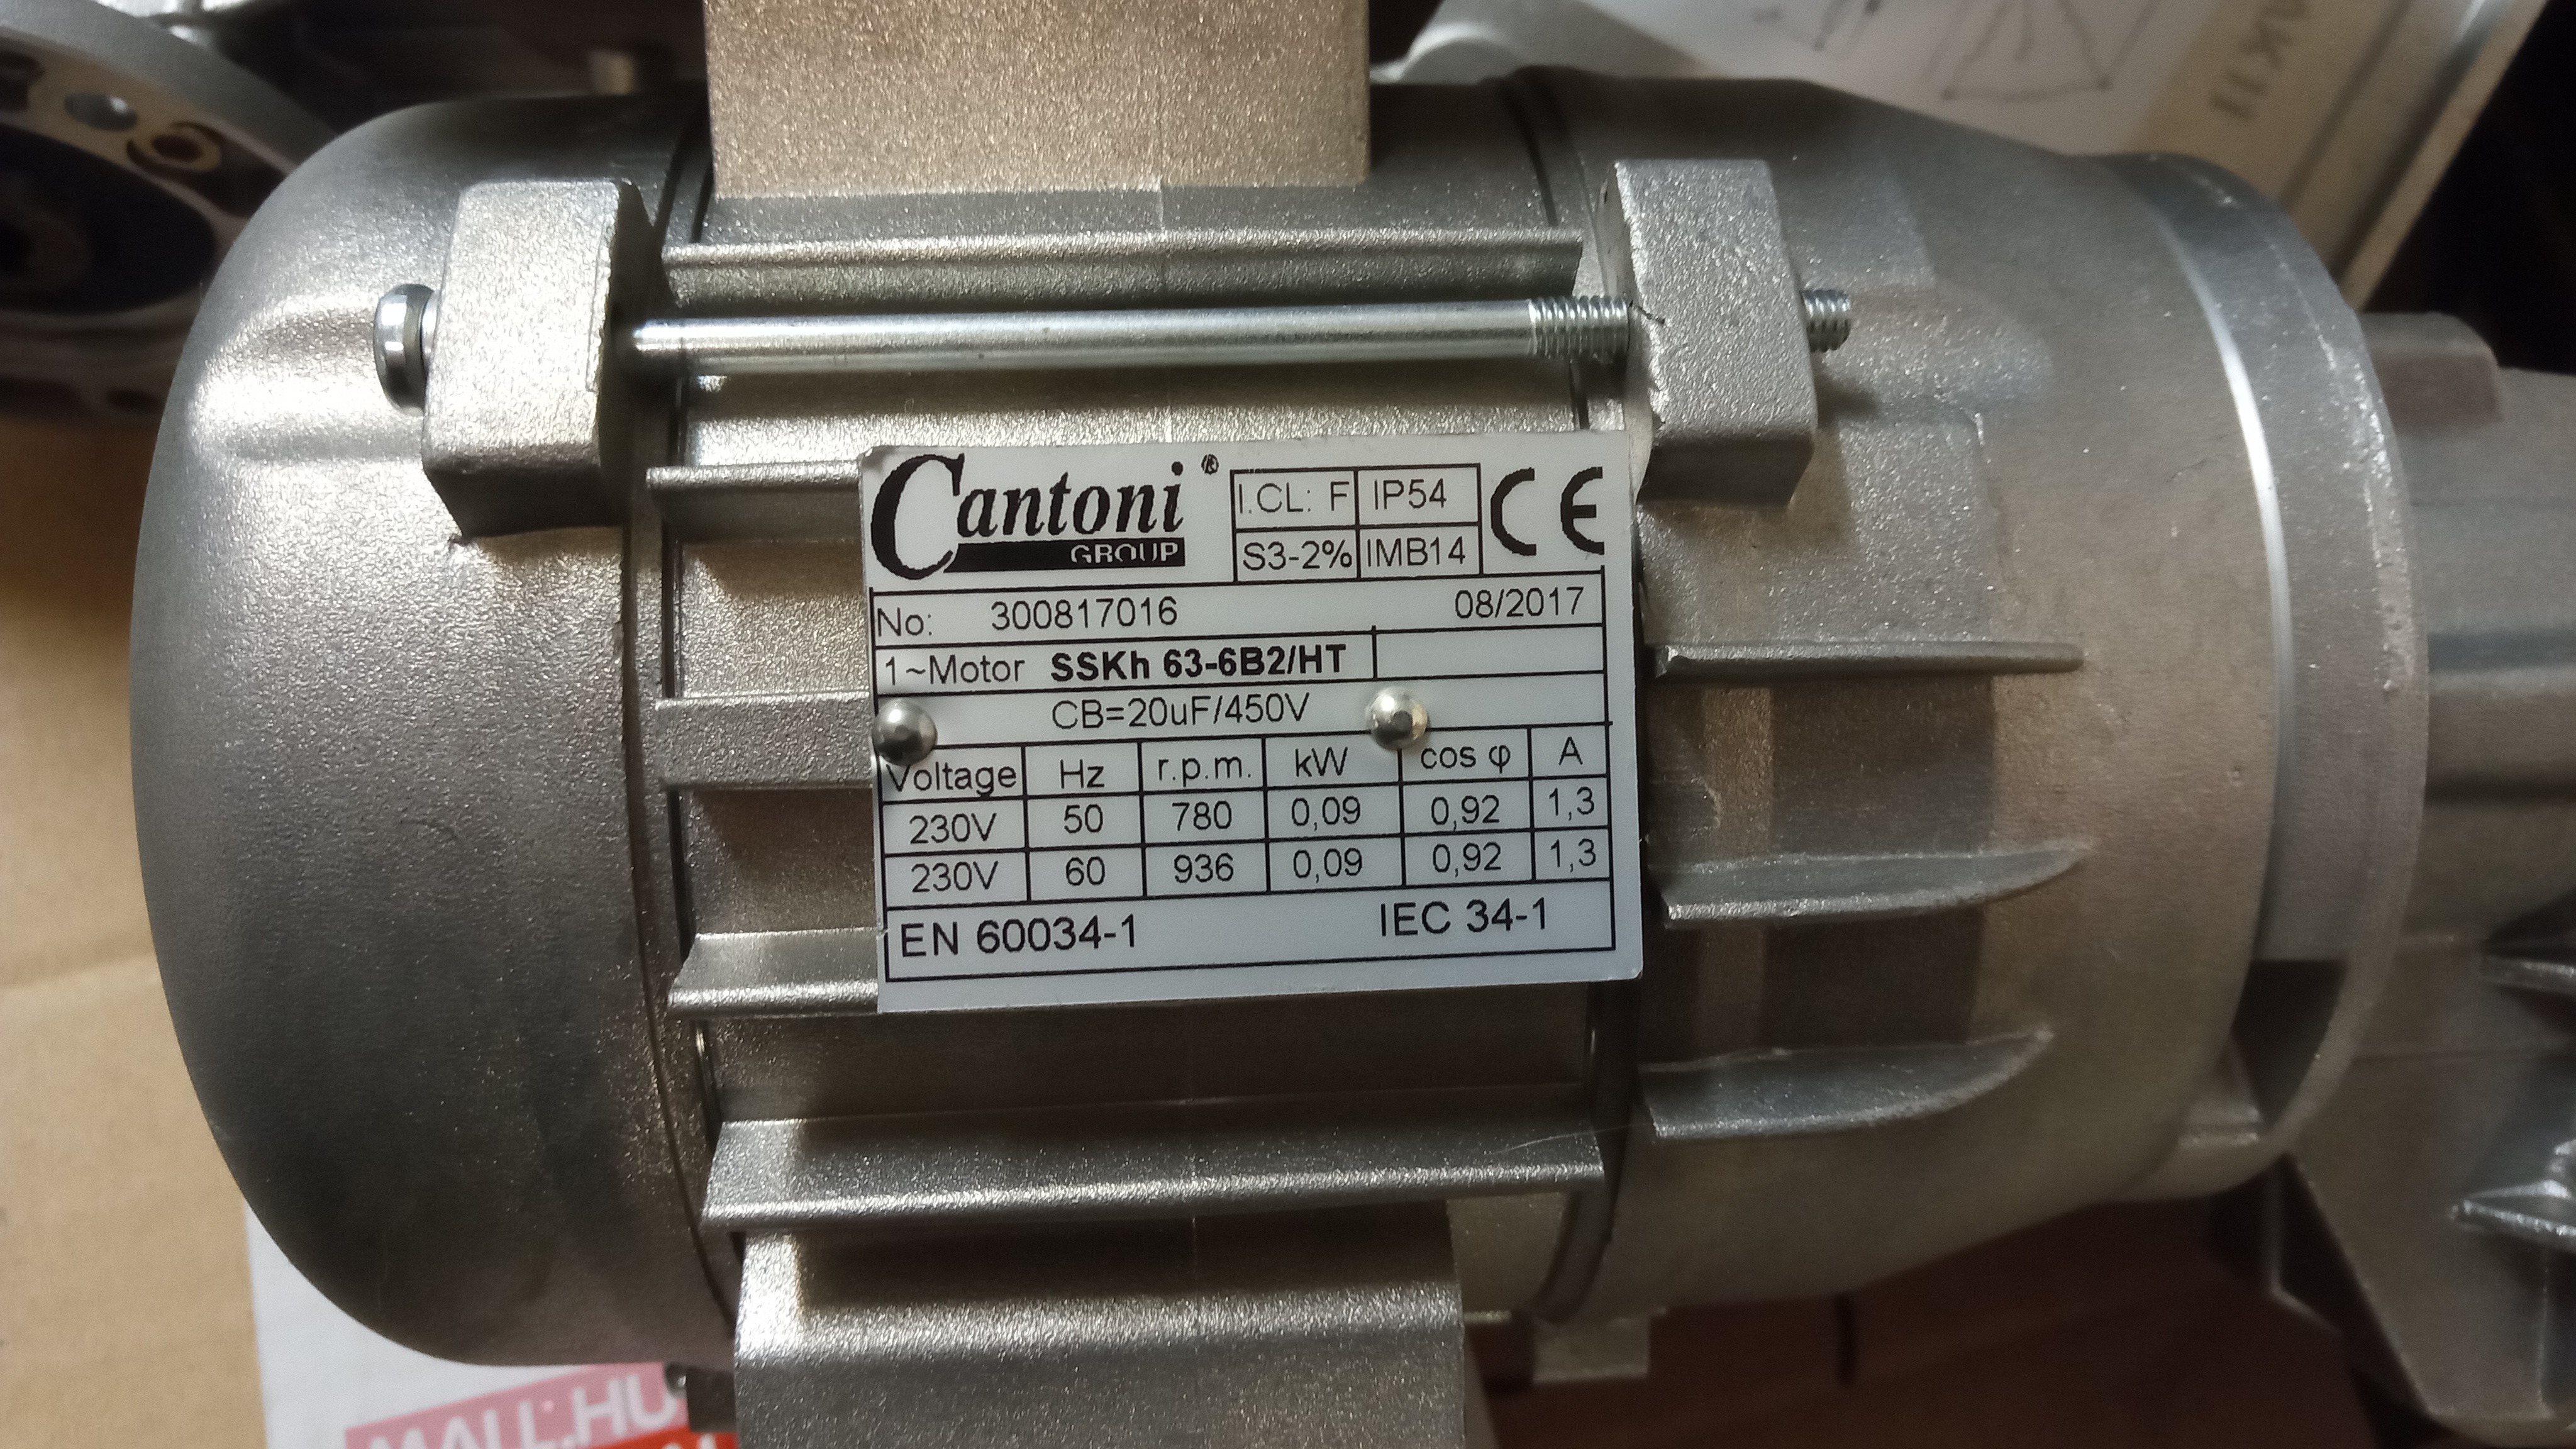 Cantoni ®
GROUP
I.CL: F IP54
S3-2% IMB14
CE
No: 300817016 08/2017
1~Motor SSKh 63-6B2/HT
CB=20uF/450V
Voltage Hz r.p.m. kW cos φ A
230V 50 780 0,09 0,92 1,3
230V 60 936 0,09 0,92 1,3
EN 60034-1 IEC 34-1
MALL.HU